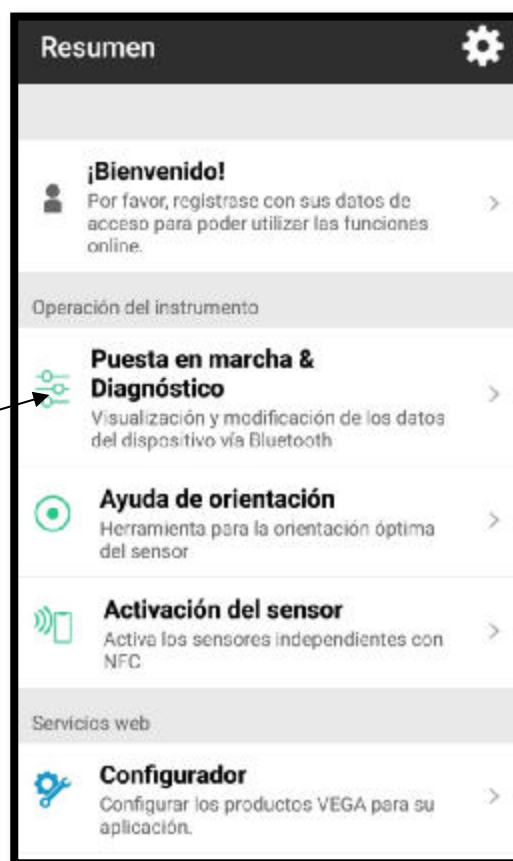 Resumen
¡Bienvenido!
Por favor, registrase con sus datos de
acceso para poder utilizar las funciones
online.
Operación del instrumento
Puesta en marcha &
Diagnóstico
Visualización y modificación de los datos
del dispositivo vía Bluetooth
Ayuda de orientación
Herramienta para la orientación óptima
del sensor
Activación del sensor
Activa los sensores independientes con
NFC
Servicios web
Configurador
Configurar los productos VEGA para su
aplicación.